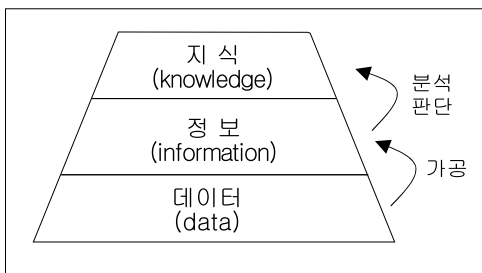 지 식
(knowledge)
분석
판단
정 보
(information)
가공
데이터
(data)